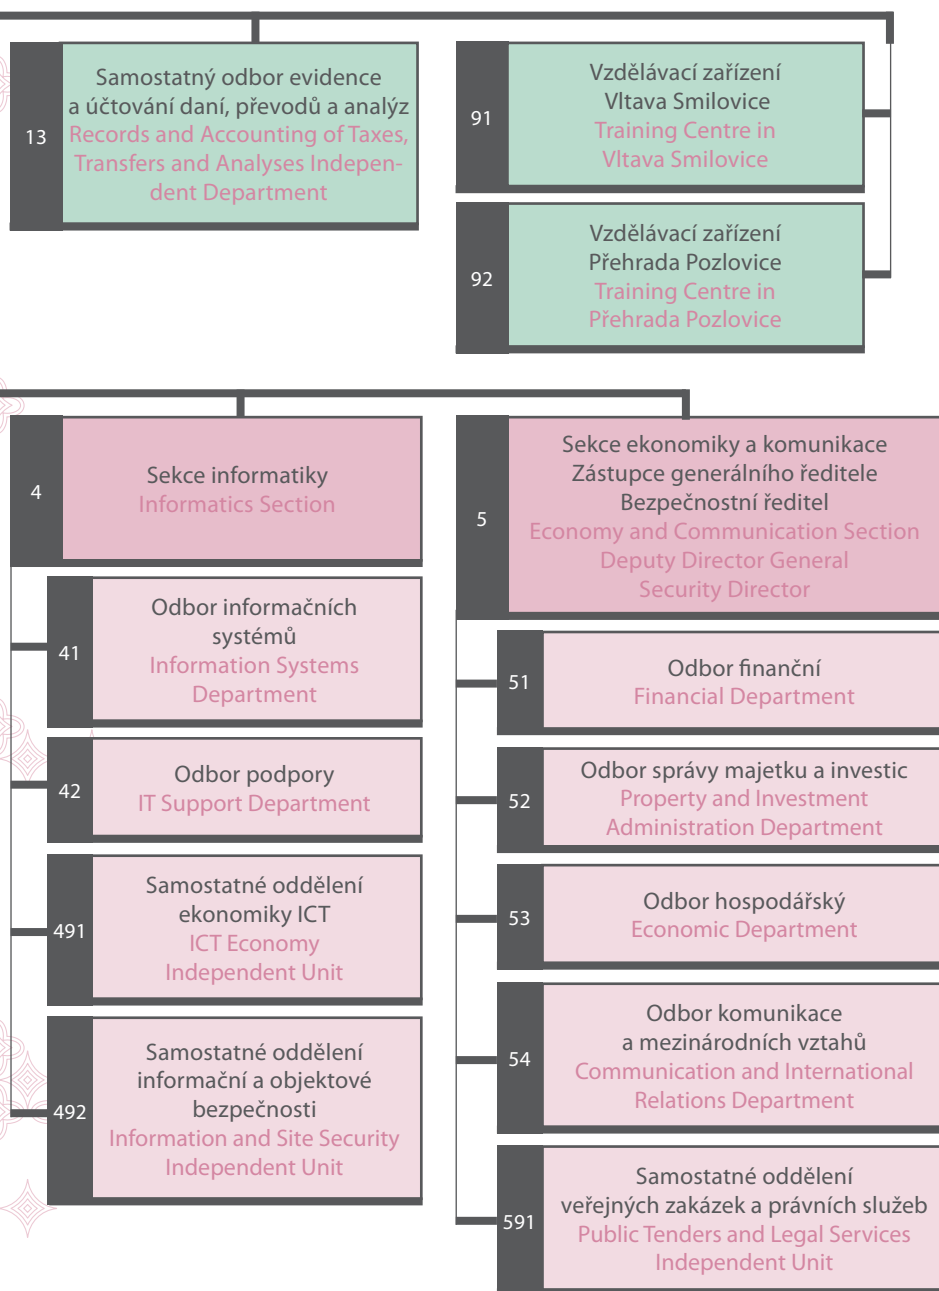 13
Samostatný odbor evidence
a účtování daní, převodů a analýz
Records and Accounting of Taxes,
Transfers and Analyses Indepen-
dent Department
91
Vzdělávací zařízení
Vltava Smilovice
Training Centre in
Vltava Smilovice
92
Vzdělávací zařízení
Přehrada Pozlovice
Training Centre in
Přehrada Pozlovice
4
Sekce informatiky
Informatics Section
41
Odbor informačních
systémů
Information Systems
Department
42
Odbor podpory
IT Support Department
491
Samostatné oddělení
ekonomiky ICT
ICT Economy
Independent Unit
492
Samostatné oddělení
informační a objektové
bezpečnosti
Information and Site Security
Independent Unit
5
Sekce ekonomiky a komunikace
Zástupce generálního ředitele
Bezpečnostní ředitel
Economy and Communication Section
Deputy Director General
Security Director
51
Odbor finanční
Financial Department
52
Odbor správy majetku a investic
Property and Investment
Administration Department
53
Odbor hospodářský
Economic Department
54
Odbor komunikace
a mezinárodních vztahů
Communication and International
Relations Department
591
Samostatné oddělení
veřejných zakázek a právních služeb
Public Tenders and Legal Services
Independent Unit